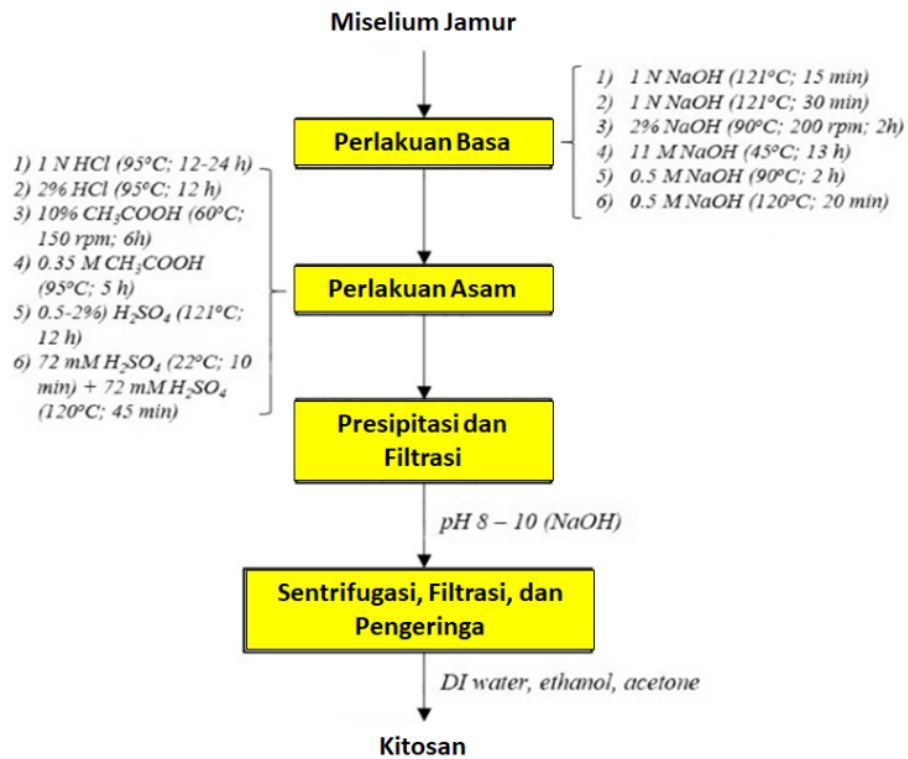 Miselium Jamur
Perlakuan Basa
1) 1 N NaOH (121°C; 15 min)
2) 1 N NaOH (121°C; 30 min)
3) 2% NaOH (90°C; 200 rpm; 2h)
4) 11 M NaOH (45°C; 13 h)
5) 0.5 M NaOH (90°C; 2 h)
6) 0.5 M NaOH (120°C; 20 min)
1) 1 N HCl (95°C; 12-24 h)
2) 2% HCl (95°C; 12 h)
3) 10% CH₃COOH (60°C;
150 rpm; 6h)
4) 0.35 M CH₃COOH
(95°C; 5 h)
5) 0.5-2%) H₂SO₄ (121°C;
12 h)
6) 72 mM H₂SO₄ (22°C; 10
min) + 72 mM H₂SO₄
(120°C; 45 min)
Perlakuan Asam
Presipitasi dan
Filtrasi
pH 8 – 10 (NaOH)
Sentrifugasi, Filtrasi, dan
Pengeringa
DI water, ethanol, acetone
Kitosan